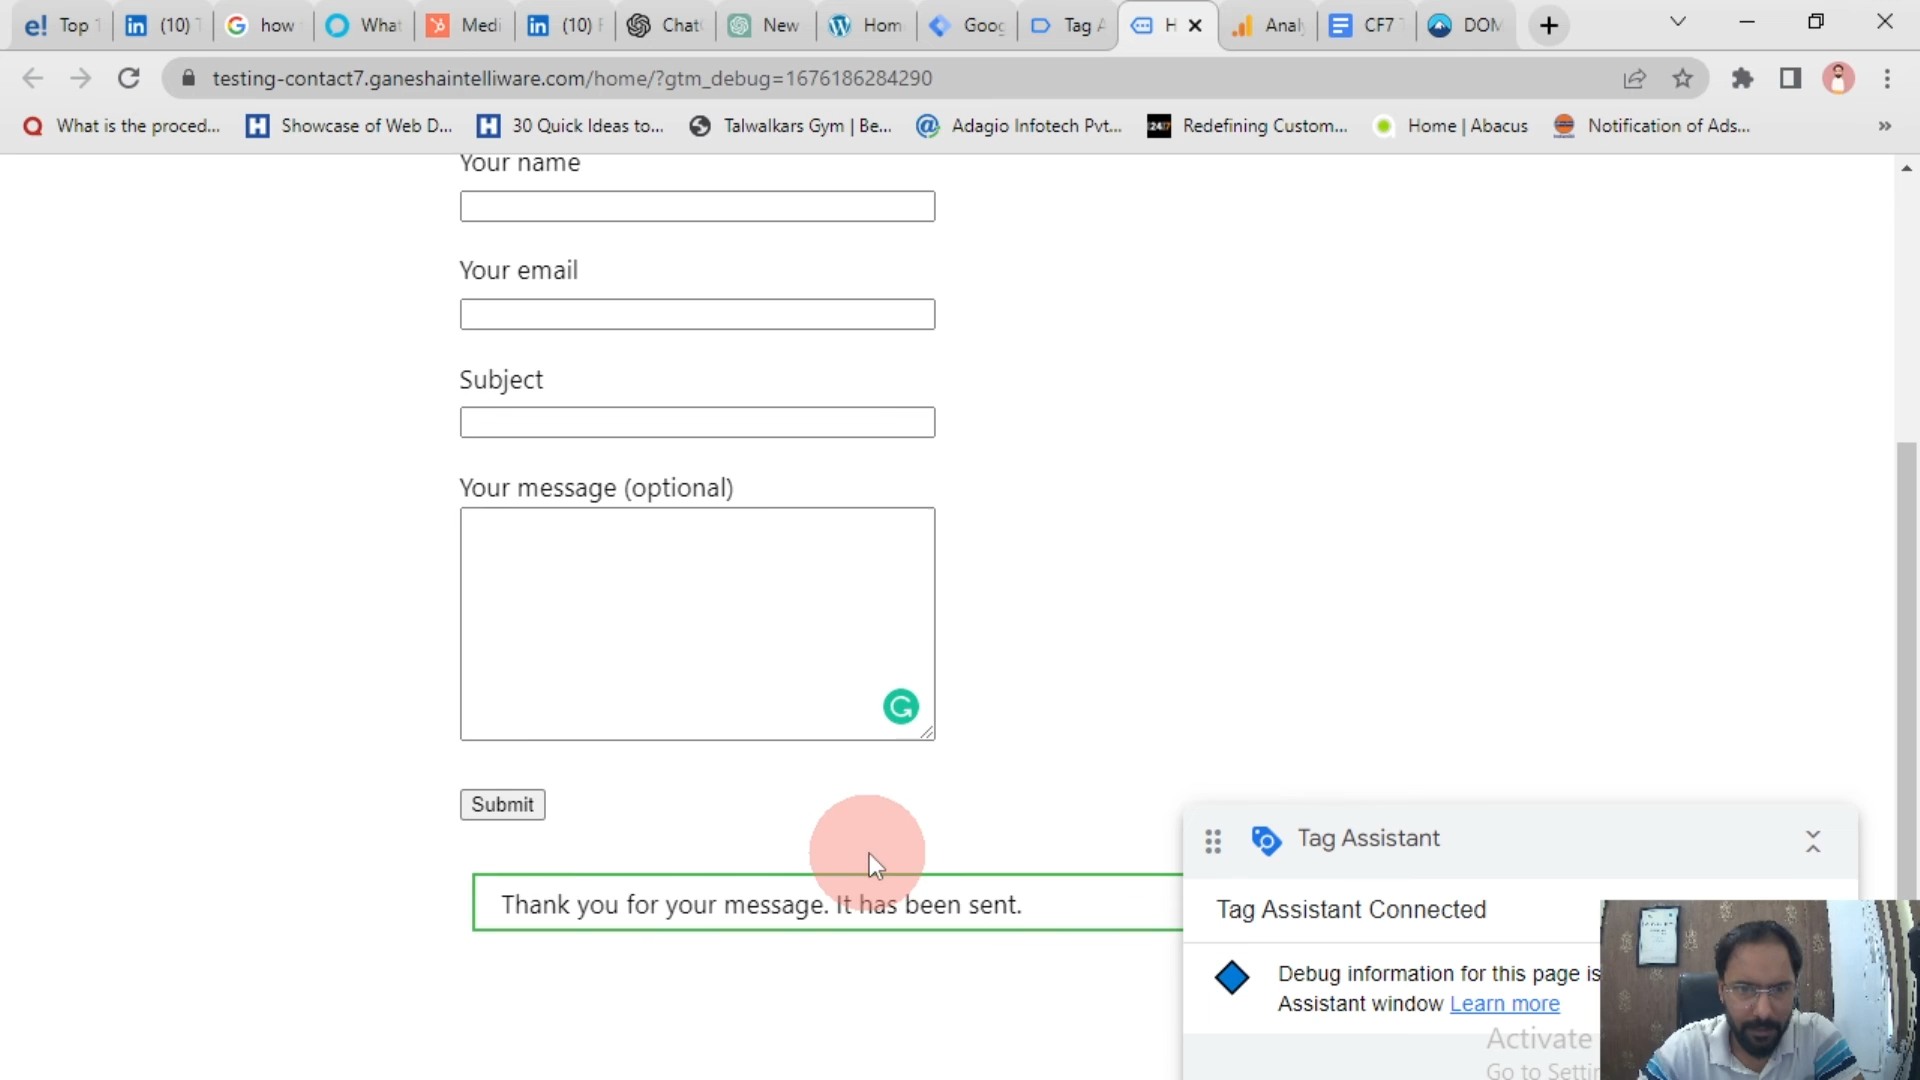 Top
(10)
how
What
Medi
(10)
Chat
New
Hom
Goog
Tag A
H
Analy
CF7
DOM
testing-contact7.ganeshaintelliware.com/home/?gtm_debug=1676186284290
What is the proced...
Showcase of Web D...
30 Quick Ideas to...
Talwalkars Gym | Be...
Adagio Infotech Pvt...
Redefining Custom...
Home | Abacus
Notification of Ads...
Your name
Your email
Subject
Your message (optional)
Submit
Thank you for your message. It has been sent.
Tag Assistant
Tag Assistant Connected
Debug information for this page is
Assistant window Learn more
Activate
Go to Settin